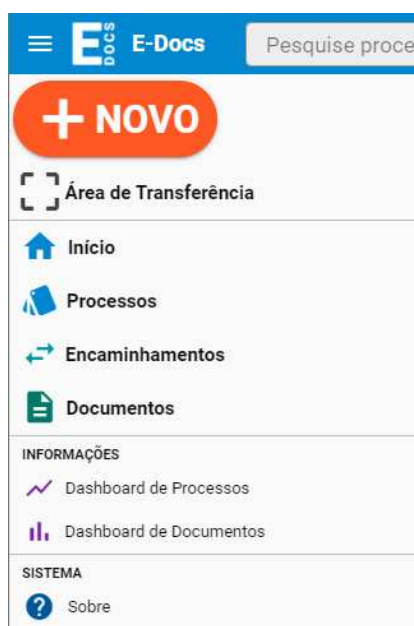 E DOCS E-Docs Pesquise proce
+ NOVO
Área de Transferência
Início
Processos
Encaminhamentos
Documentos
INFORMAÇÕES
Dashboard de Processos
Dashboard de Documentos
SISTEMA
? Sobre